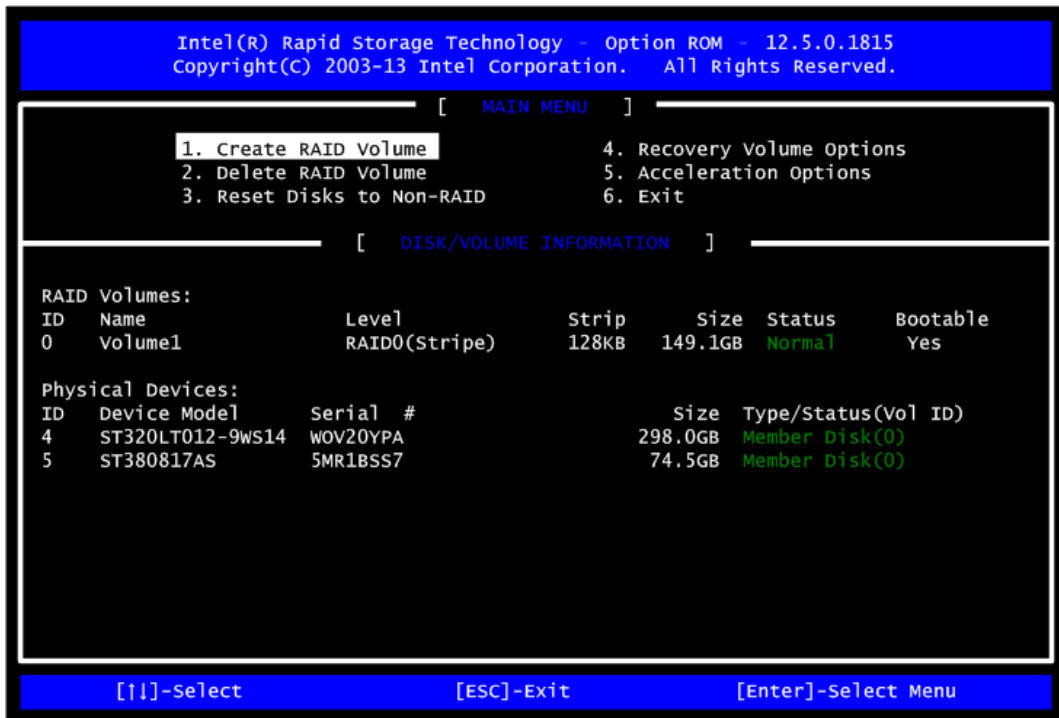 Intel(R) Rapid Storage Technology - Option ROM - 12.5.0.1815
Copyright(C) 2003-13 Intel Corporation. All Rights Reserved.
[ MAIN MENU ]
1. Create RAID Volume 4. Recovery Volume Options
2. Delete RAID Volume 5. Acceleration Options
3. Reset Disks to Non-RAID 6. Exit
[ DISK/VOLUME INFORMATION ]
RAID Volumes:
ID Name Level Strip Size Status Bootable
0 Volume1 RAID0(Stripe) 128KB 149.1GB Normal Yes
Physical Devices:
ID Device Model Serial # Size Type/Status(Vol ID)
4 ST320LT012-9WS14 WOV20YPA 298.0GB Member Disk(0)
5 ST380817AS 5MR1BSS7 74.5GB Member Disk(0)
[↑↓]-Select [ESC]-Exit [Enter]-Select Menu